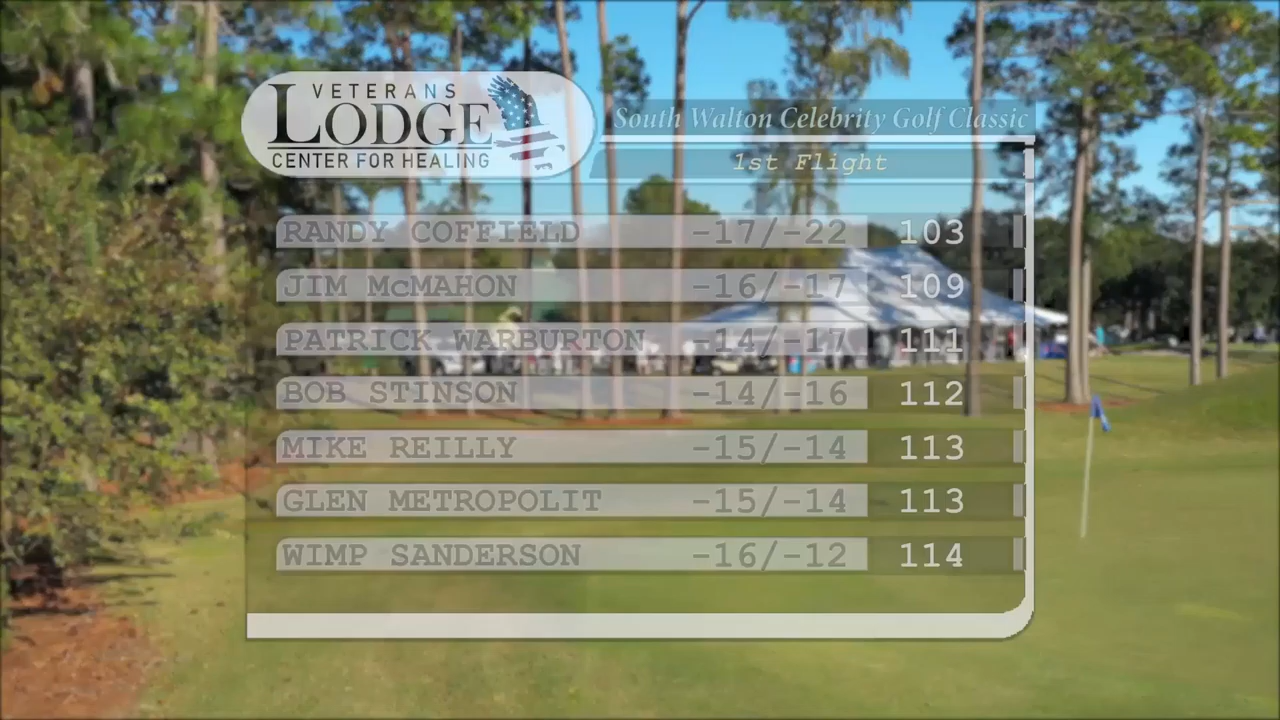 VETERANS
LODGE
CENTER FOR HEALING
South Walton Celebrity Golf Classic
1st Flight
RANDY COFFIELD -17/-22 103
JIM McMAHON -16/-17 109
PATRICK WARBURTON -14/-17 111
BOB STINSON -14/-16 112
MIKE REILLY -15/-14 113
GLEN METROPOLIT -15/-14 113
WIMP SANDERSON -16/-12 114